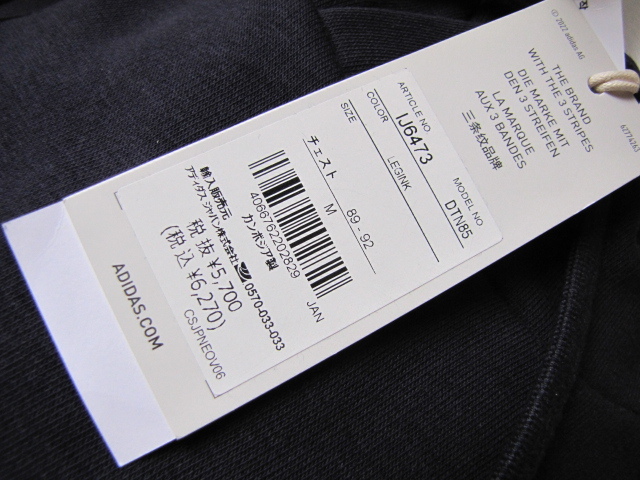 © 2022 adidas AG
THE BRAND
WITH THE 3 STRIPES
DIE MARKE MIT
DEN 3 STREIFEN
LA MARQUE
AUX 3 BANDES
三条纹品牌
ARTICLE NO
IJ6473
MODEL NO
DTN85
COLOR
LEGINK
SIZE
チェスト
M
89 - 92
4066762202829
JAN
カンボジア製
輸入販売元
アディダス ジャパン株式会社
0570-033-033
税 抜 ¥5,700
(税 込 ¥6,270)
CSJPNEOV06
ADIDAS.COM